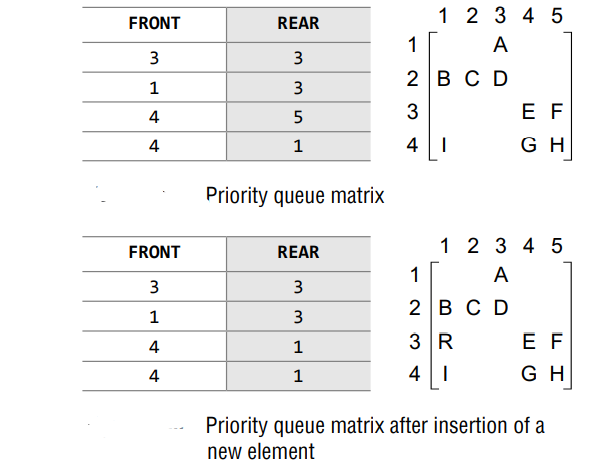 FRONT REAR
3 3
1 3
4 5
4 1
1 2 3 4 5
1 A
2 B C D
3 E F
4 I G H
Priority queue matrix
FRONT REAR
3 3
1 3
4 1
4 1
1 2 3 4 5
1 A
2 B C D
3 R E F
4 I G H
Priority queue matrix after insertion of a
new element